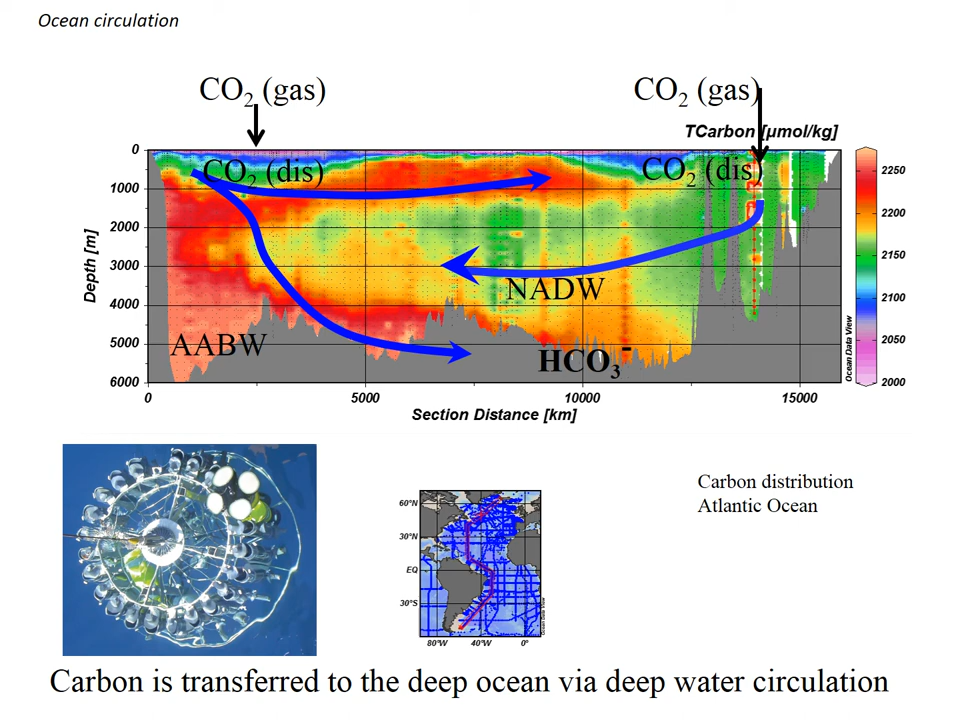 Ocean circulation
CO2 (gas)
CO2 (gas)
TCarbon [μmol/kg]
CO2 (dis)
CO2 (dis)
NADW
AABW
HCO3-
0
1000
2000
3000
4000
5000
6000
Depth [m]
0
5000
10000
15000
Section Distance [km]
2250
2200
2150
2100
2050
2000
Ocean Data View
Carbon distribution
Atlantic Ocean
60°N
30°N
EQ
30°S
80°W
40°W
0°
Ocean Data View
Carbon is transferred to the deep ocean via deep water circulation